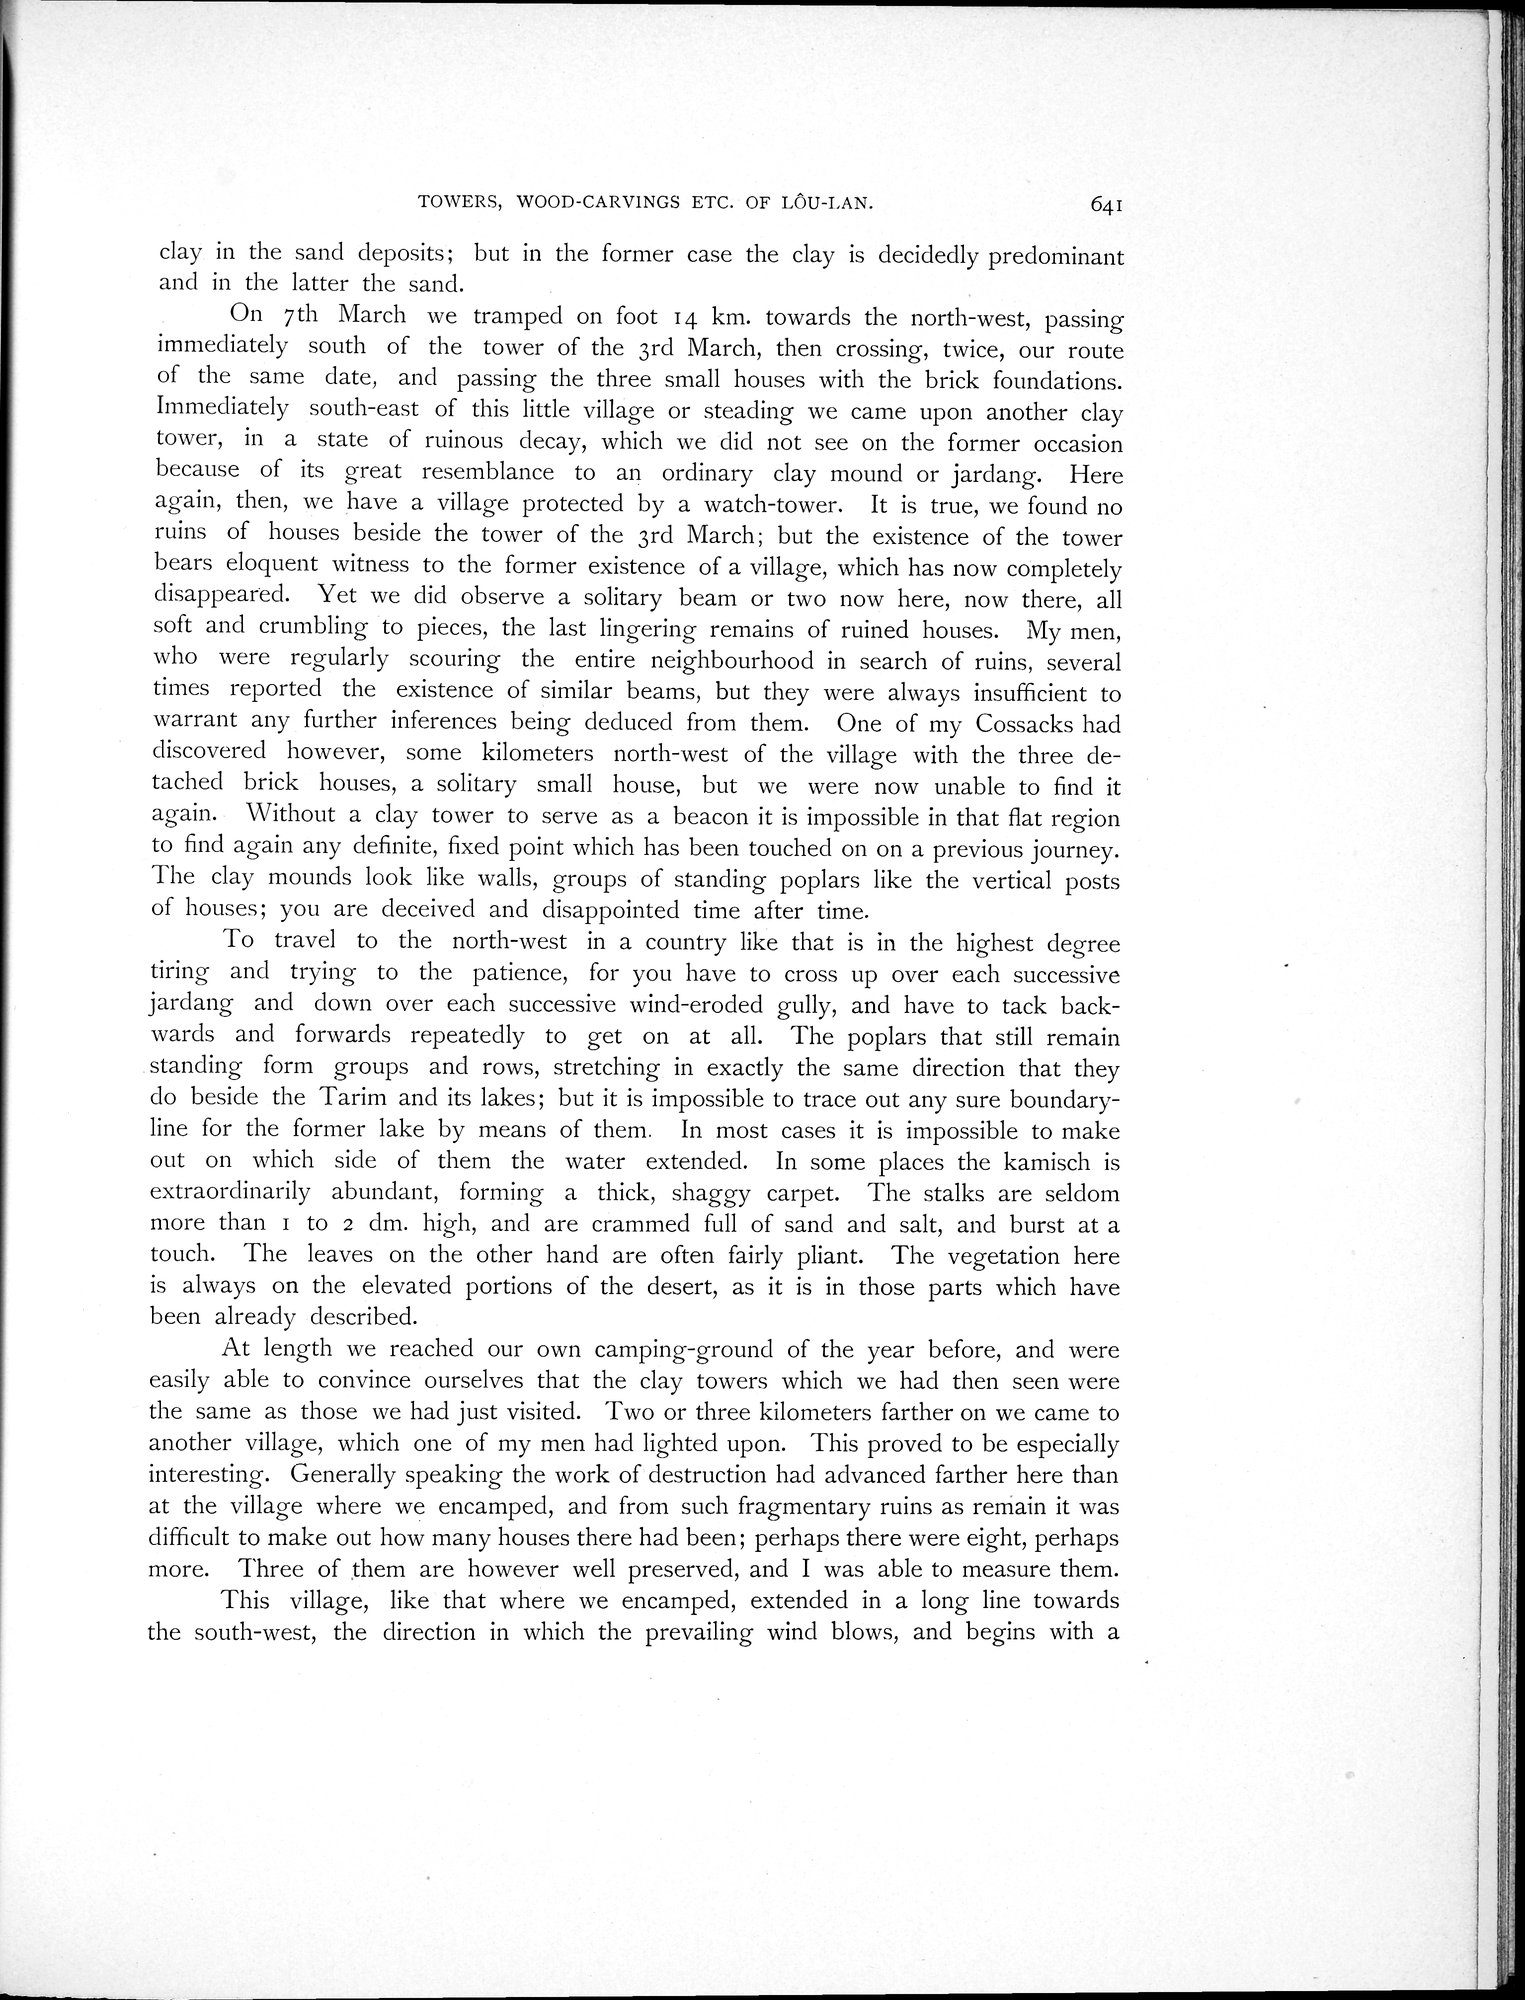 TOWERS, WOOD-CARVINGS ETC. OF LÔU-LAN. 641
clay in the sand deposits; but in the former case the clay is decidedly predominant
and in the latter the sand.
On 7th March we tramped on foot 14 km. towards the north-west, passing
immediately south of the tower of the 3rd March, then crossing, twice, our route
of the same date, and passing the three small houses with the brick foundations.
Immediately south-east of this little village or steading we came upon another clay
tower, in a state of ruinous decay, which we did not see on the former occasion
because of its great resemblance to an ordinary clay mound or jardang. Here
again, then, we have a village protected by a watch-tower. It is true, we found no
ruins of houses beside the tower of the 3rd March; but the existence of the tower
bears eloquent witness to the former existence of a village, which has now completely
disappeared. Yet we did observe a solitary beam or two now here, now there, all
soft and crumbling to pieces, the last lingering remains of ruined houses. My men,
who were regularly scouring the entire neighbourhood in search of ruins, several
times reported the existence of similar beams, but they were always insufficient to
warrant any further inferences being deduced from them. One of my Cossacks had
discovered however, some kilometers north-west of the village with the three de-
tached brick houses, a solitary small house, but we were now unable to find it
again. Without a clay tower to serve as a beacon it is impossible in that flat region
to find again any definite, fixed point which has been touched on on a previous journey.
The clay mounds look like walls, groups of standing poplars like the vertical posts
of houses; you are deceived and disappointed time after time.
To travel to the north-west in a country like that is in the highest degree
tiring and trying to the patience, for you have to cross up over each successive
jardang and down over each successive wind-eroded gully, and have to tack back-
wards and forwards repeatedly to get on at all. The poplars that still remain
standing form groups and rows, stretching in exactly the same direction that they
do beside the Tarim and its lakes; but it is impossible to trace out any sure boundary-
line for the former lake by means of them. In most cases it is impossible to make
out on which side of them the water extended. In some places the kamisch is
extraordinarily abundant, forming a thick, shaggy carpet. The stalks are seldom
more than 1 to 2 dm. high, and are crammed full of sand and salt, and burst at a
touch. The leaves on the other hand are often fairly pliant. The vegetation here
is always on the elevated portions of the desert, as it is in those parts which have
been already described.
At length we reached our own camping-ground of the year before, and were
easily able to convince ourselves that the clay towers which we had then seen were
the same as those we had just visited. Two or three kilometers farther on we came to
another village, which one of my men had lighted upon. This proved to be especially
interesting. Generally speaking the work of destruction had advanced farther here than
at the village where we encamped, and from such fragmentary ruins as remain it was
difficult to make out how many houses there had been; perhaps there were eight, perhaps
more. Three of them are however well preserved, and I was able to measure them.
This village, like that where we encamped, extended in a long line towards
the south-west, the direction in which the prevailing wind blows, and begins with a